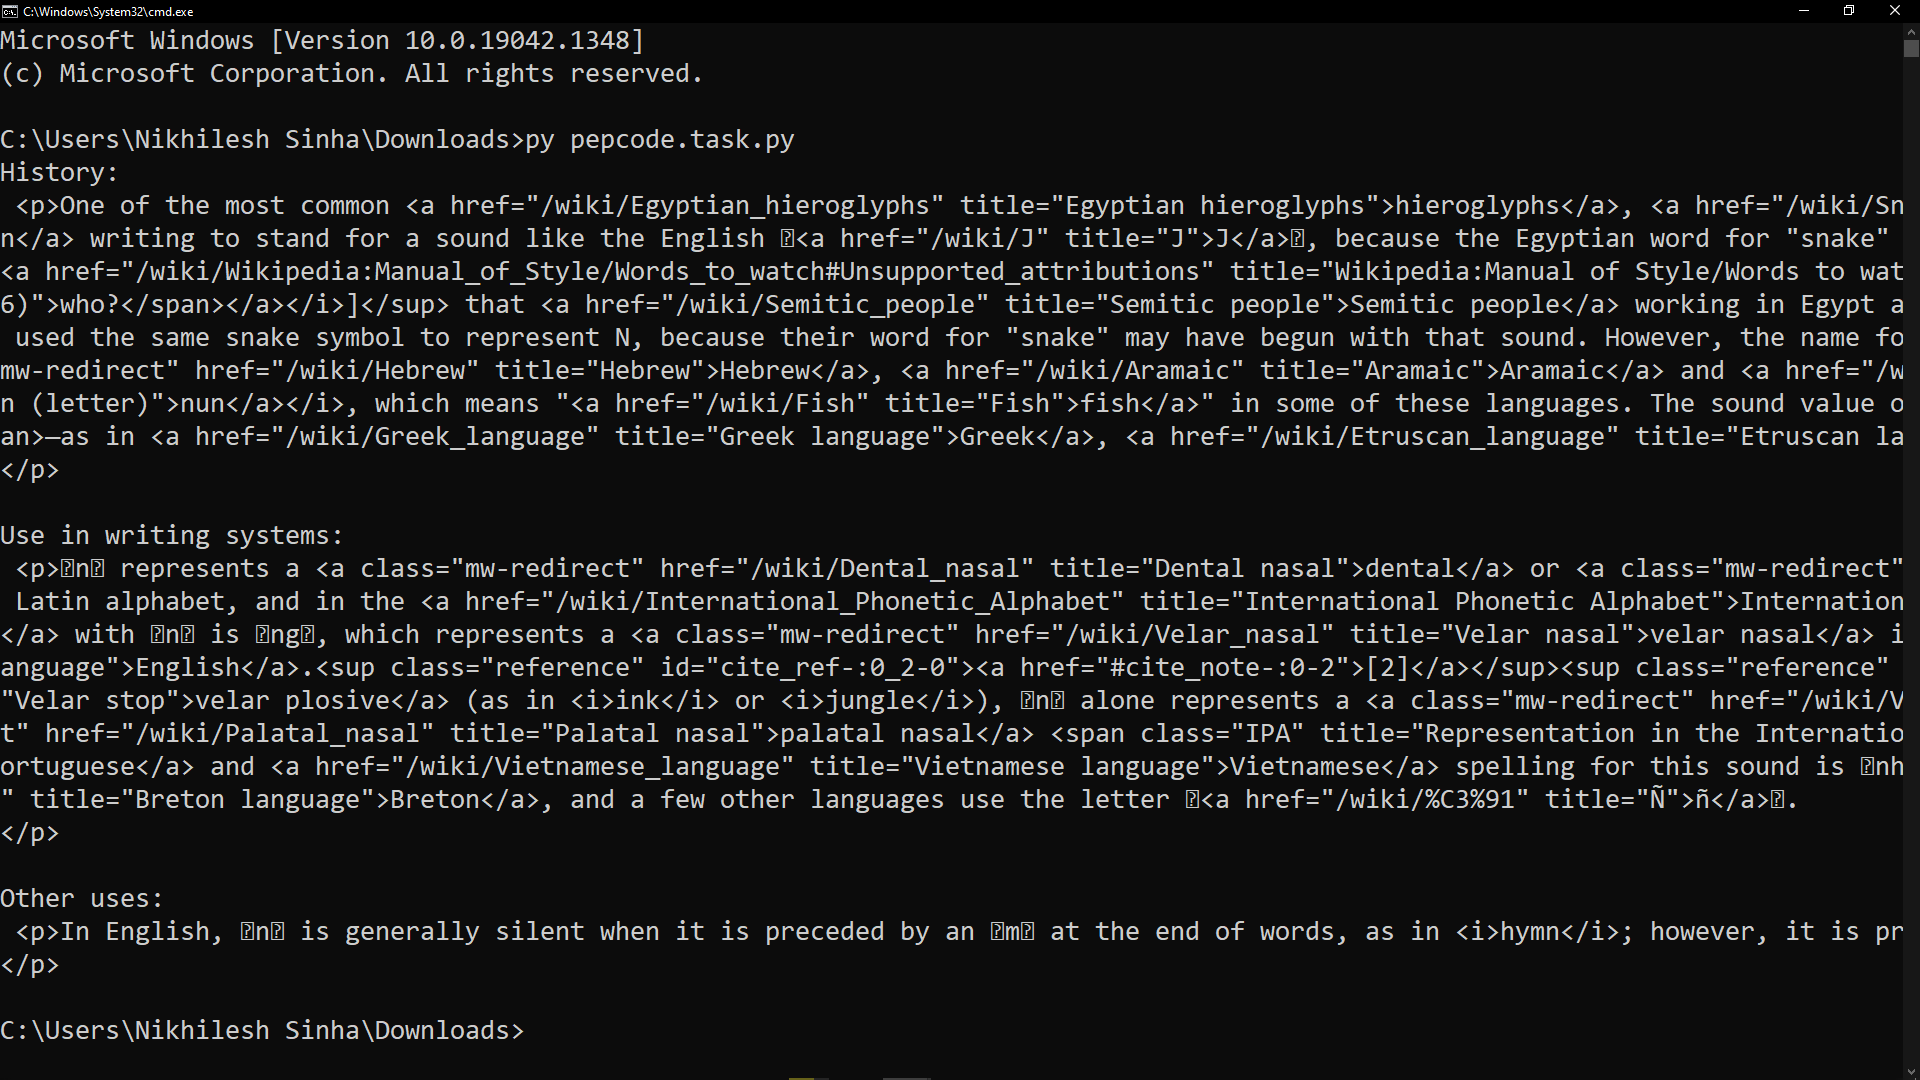 C:\Windows\System32\cmd.exe
Microsoft Windows [Version 10.0.19042.1348]
(c) Microsoft Corporation. All rights reserved.
C:\Users\Nikhilesh Sinha\Downloads>py pepcode.task.py
History:
<p>One of the most common <a href="/wiki/Egyptian_hieroglyphs" title="Egyptian hieroglyphs">hieroglyphs</a>, <a href="/wiki/Sn
n</a> writing to stand for a sound like the English ⍰<a href="/wiki/J" title="J">J</a>⍰, because the Egyptian word for "snake"
<a href="/wiki/Wikipedia:Manual_of_Style/Words_to_watch#Unsupported_attributions" title="Wikipedia:Manual of Style/Words to wat
6)">who?</span></a></i>]</sup> that <a href="/wiki/Semitic_people" title="Semitic people">Semitic people</a> working in Egypt a
used the same snake symbol to represent N, because their word for "snake" may have begun with that sound. However, the name fo
mw-redirect" href="/wiki/Hebrew" title="Hebrew">Hebrew</a>, <a href="/wiki/Aramaic" title="Aramaic">Aramaic</a> and <a href="/w
n (letter)">nun</a></i>, which means "<a href="/wiki/Fish" title="Fish">fish</a>" in some of these languages. The sound value o
an>—as in <a href="/wiki/Greek_language" title="Greek language">Greek</a>, <a href="/wiki/Etruscan_language" title="Etruscan la
</p>
Use in writing systems:
<p>⍰n⍰ represents a <a class="mw-redirect" href="/wiki/Dental_nasal" title="Dental nasal">dental</a> or <a class="mw-redirect"
Latin alphabet, and in the <a href="/wiki/International_Phonetic_Alphabet" title="International Phonetic Alphabet">Internation
</a> with ⍰n⍰ is ⍰ng⍰, which represents a <a class="mw-redirect" href="/wiki/Velar_nasal" title="Velar nasal">velar nasal</a> i
anguage">English</a>.<sup class="reference" id="cite_ref-:0_2-0"><a href="#cite_note-:0-2">[2]</a></sup><sup class="reference"
"Velar stop">velar plosive</a> (as in <i>ink</i> or <i>jungle</i>), ⍰n⍰ alone represents a <a class="mw-redirect" href="/wiki/V
t" href="/wiki/Palatal_nasal" title="Palatal nasal">palatal nasal</a> <span class="IPA" title="Representation in the Internatio
ortuguese</a> and <a href="/wiki/Vietnamese_language" title="Vietnamese language">Vietnamese</a> spelling for this sound is ⍰nh
" title="Breton language">Breton</a>, and a few other languages use the letter ⍰<a href="/wiki/%C3%91" title="Ñ">ñ</a>⍰.
</p>
Other uses:
<p>In English, ⍰n⍰ is generally silent when it is preceded by an ⍰m⍰ at the end of words, as in <i>hymn</i>; however, it is pr
</p>
C:\Users\Nikhilesh Sinha\Downloads>